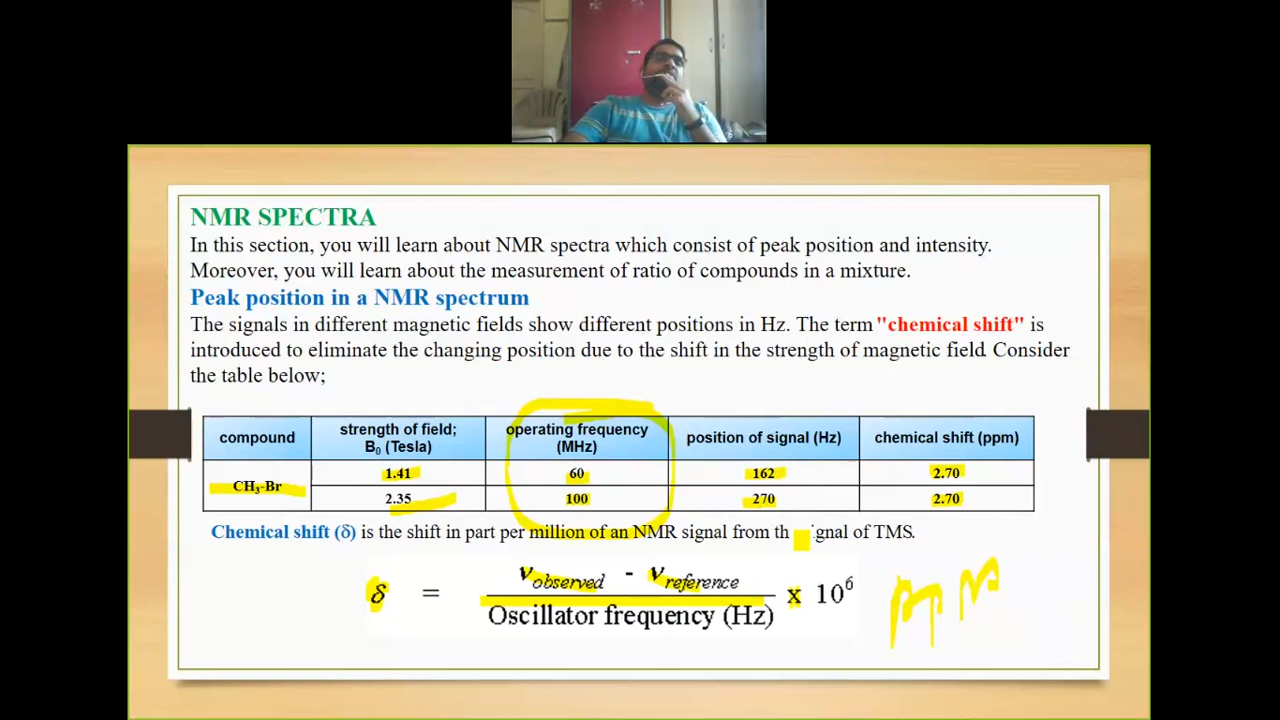 NMR SPECTRA
In this section, you will learn about NMR spectra which consist of peak position and intensity.
Moreover, you will learn about the measurement of ratio of compounds in a mixture.
Peak position in a NMR spectrum
The signals in different magnetic fields show different positions in Hz. The term "chemical shift" is
introduced to eliminate the changing position due to the shift in the strength of magnetic field. Consider
the table below;
compound strength of field; B₀ (Tesla) operating frequency (MHz) position of signal (Hz) chemical shift (ppm)
CH₃-Br 1.41 60 162 2.70
2.35 100 270 2.70
Chemical shift (δ) is the shift in part per million of an NMR signal from th ignal of TMS.
δ = ν observed - ν reference x 10⁶
Oscillator frequency (Hz)